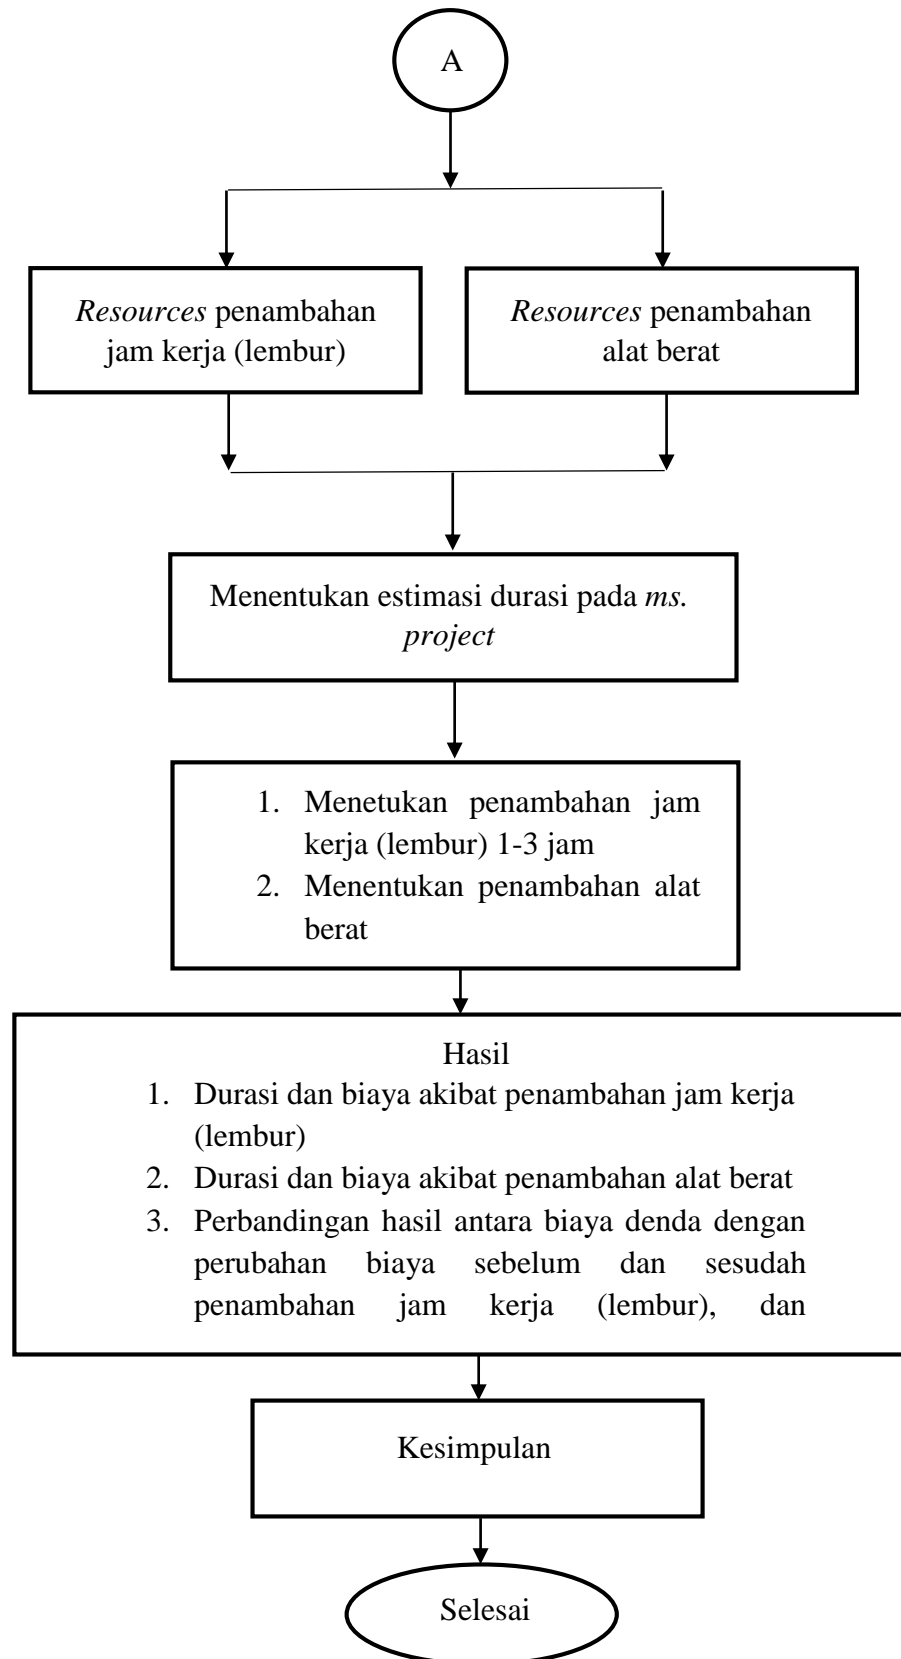 A
Resources penambahan
jam kerja (lembur)
Resources penambahan
alat berat
Menentukan estimasi durasi pada ms.
project
1. Menetukan penambahan jam
kerja (lembur) 1-3 jam
2. Menentukan penambahan alat
berat
Hasil
1. Durasi dan biaya akibat penambahan jam kerja
(lembur)
2. Durasi dan biaya akibat penambahan alat berat
3. Perbandingan hasil antara biaya denda dengan
perubahan biaya sebelum dan sesudah
penambahan jam kerja (lembur), dan
Kesimpulan
Selesai